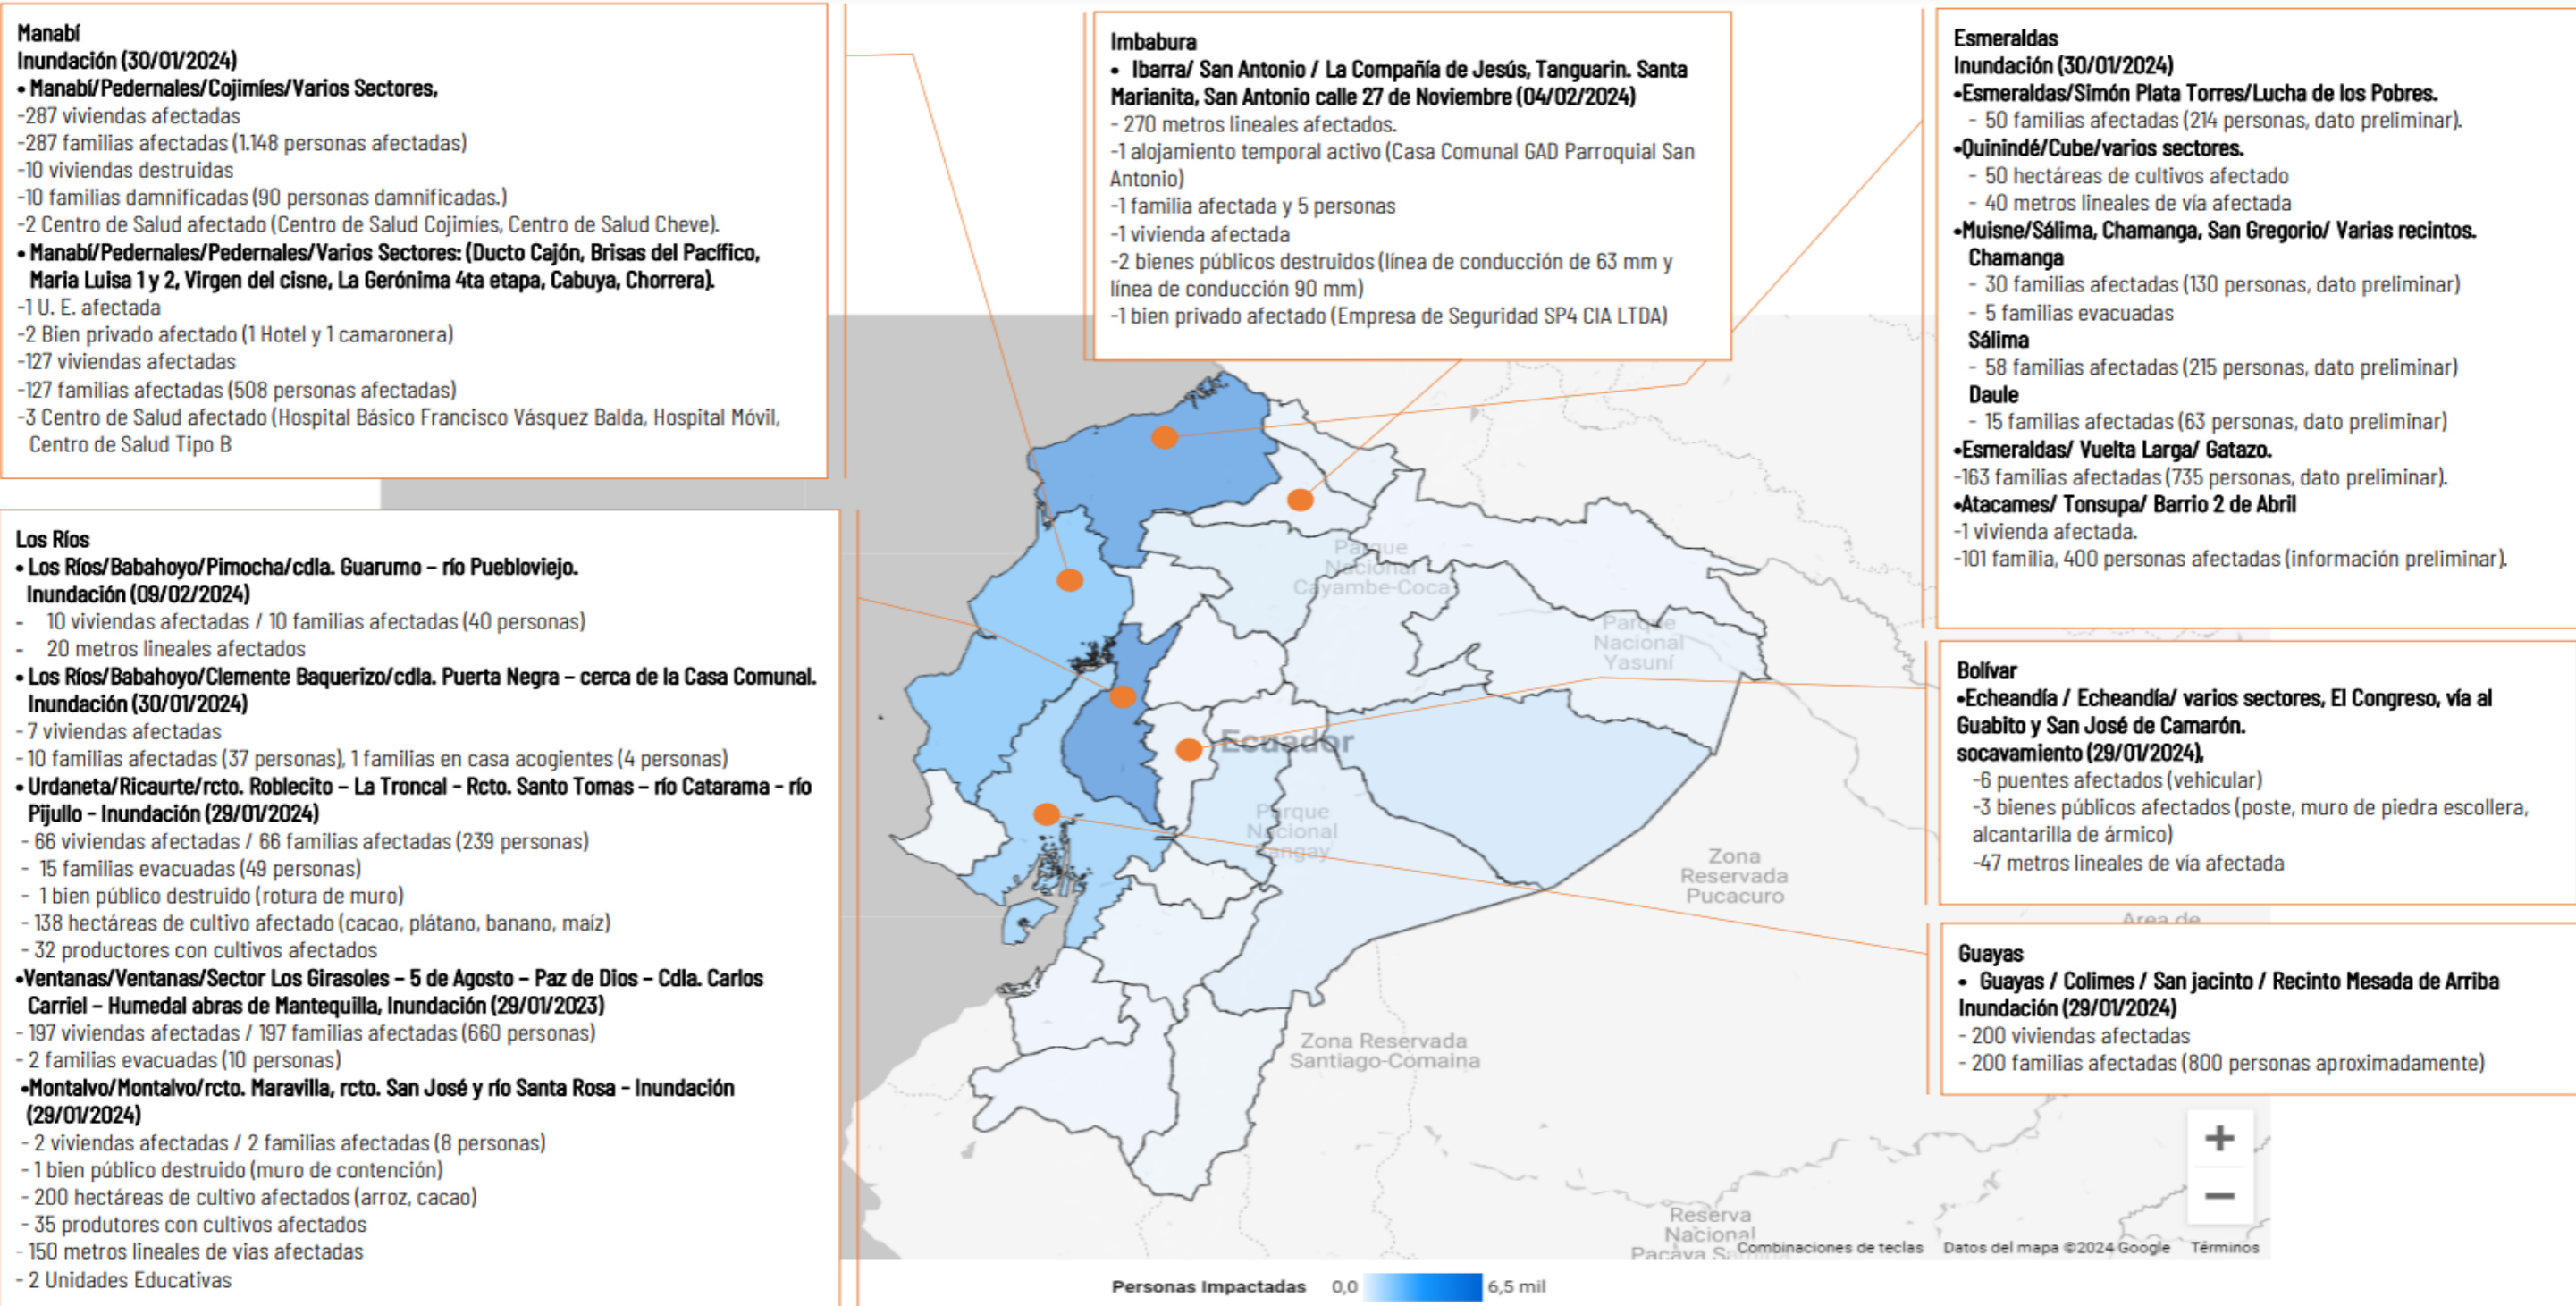 Manabí
Inundación (30/01/2024)
• Manabí/Pedernales/Cojimíes/Varios Sectores,
-287 viviendas afectadas
-287 familias afectadas (1.148 personas afectadas)
-10 viviendas destruidas
-10 familias damnificadas (90 personas damnificadas.)
-2 Centro de Salud afectado (Centro de Salud Cojimíes, Centro de Salud Cheve).
• Manabí/Pedernales/Pedernales/Varios Sectores: (Ducto Cajón, Brisas del Pacífico,
Maria Luisa 1 y 2, Virgen del cisne, La Gerónima 4ta etapa, Cabuya, Chorrera).
-1 U. E. afectada
-2 Bien privado afectado (1 Hotel y 1 camaronera)
-127 viviendas afectadas
-127 familias afectadas (508 personas afectadas)
-3 Centro de Salud afectado (Hospital Básico Francisco Vásquez Balda, Hospital Móvil,
Centro de Salud Tipo B
Los Ríos
• Los Ríos/Babahoyo/Pimocha/cdla. Guarumo – río Puebloviejo.
Inundación (09/02/2024)
- 10 viviendas afectadas / 10 familias afectadas (40 personas)
- 20 metros lineales afectados
• Los Ríos/Babahoyo/Clemente Baquerizo/cdla. Puerta Negra – cerca de la Casa Comunal.
Inundación (30/01/2024)
- 7 viviendas afectadas
- 10 familias afectadas (37 personas), 1 familias en casa acogientes (4 personas)
• Urdaneta/Ricaurte/rcto. Roblecito – La Troncal - Rcto. Santo Tomas – río Catarama - río
Pijullo - Inundación (29/01/2024)
- 66 viviendas afectadas / 66 familias afectadas (239 personas)
- 15 familias evacuadas (49 personas)
- 1 bien público destruido (rotura de muro)
- 138 hectáreas de cultivo afectado (cacao, plátano, banano, maíz)
- 32 productores con cultivos afectados
•Ventanas/Ventanas/Sector Los Girasoles – 5 de Agosto – Paz de Dios – Cdla. Carlos
Carriel – Humedal abras de Mantequilla, Inundación (29/01/2023)
- 197 viviendas afectadas / 197 familias afectadas (660 personas)
- 2 familias evacuadas (10 personas)
•Montalvo/Montalvo/rcto. Maravilla, rcto. San José y río Santa Rosa - Inundación
(29/01/2024)
- 2 viviendas afectadas / 2 familias afectadas (8 personas)
- 1 bien público destruido (muro de contención)
- 200 hectáreas de cultivo afectados (arroz, cacao)
- 35 produtores con cultivos afectados
- 150 metros lineales de vias afectadas
- 2 Unidades Educativas
Imbabura
• Ibarra/ San Antonio / La Compañía de Jesús, Tanguarin. Santa
Marianita, San Antonio calle 27 de Noviembre (04/02/2024)
- 270 metros lineales afectados.
-1 alojamiento temporal activo (Casa Comunal GAD Parroquial San
Antonio)
-1 familia afectada y 5 personas
-1 vivienda afectada
-2 bienes públicos destruidos (línea de conducción de 63 mm y
línea de conducción 90 mm)
-1 bien privado afectado (Empresa de Seguridad SP4 CIA LTDA)
Esmeraldas
Inundación (30/01/2024)
•Esmeraldas/Simón Plata Torres/Lucha de los Pobres.
- 50 familias afectadas (214 personas, dato preliminar).
•Quinindé/Cube/varios sectores.
- 50 hectáreas de cultivos afectado
- 40 metros lineales de vía afectada
•Muisne/Sálima, Chamanga, San Gregorio/ Varias recintos.
Chamanga
- 30 familias afectadas (130 personas, dato preliminar)
- 5 familias evacuadas
Sálima
- 58 familias afectadas (215 personas, dato preliminar)
Daule
- 15 familias afectadas (63 personas, dato preliminar)
•Esmeraldas/ Vuelta Larga/ Gatazo.
-163 familias afectadas (735 personas, dato preliminar).
•Atacames/ Tonsupa/ Barrio 2 de Abril
-1 vivienda afectada.
-101 familia, 400 personas afectadas (información preliminar).
Bolívar
•Echeandía / Echeandía/ varios sectores, El Congreso, vía al
Guabito y San José de Camarón.
socavamiento (29/01/2024),
-6 puentes afectados (vehicular)
-3 bienes públicos afectados (poste, muro de piedra escollera,
alcantarilla de ármico)
-47 metros lineales de vía afectada
Guayas
• Guayas / Colimes / San jacinto / Recinto Mesada de Arriba
Inundación (29/01/2024)
- 200 viviendas afectadas
- 200 familias afectadas (800 personas aproximadamente)
Parque
Nacional
Cayambe-Coca
Parque
Nacional
Yasuní
Ecuador
Parque
Nacional
Sangay
Zona
Reservada
Pucacuro
Area de
Zona Reservada
Santiago-Comaina
Reserva
Nacional
Pacaya
+
−
Combinaciones de teclas Datos del mapa ©2024 Google Términos
Personas Impactadas 0,0 6,5 mil